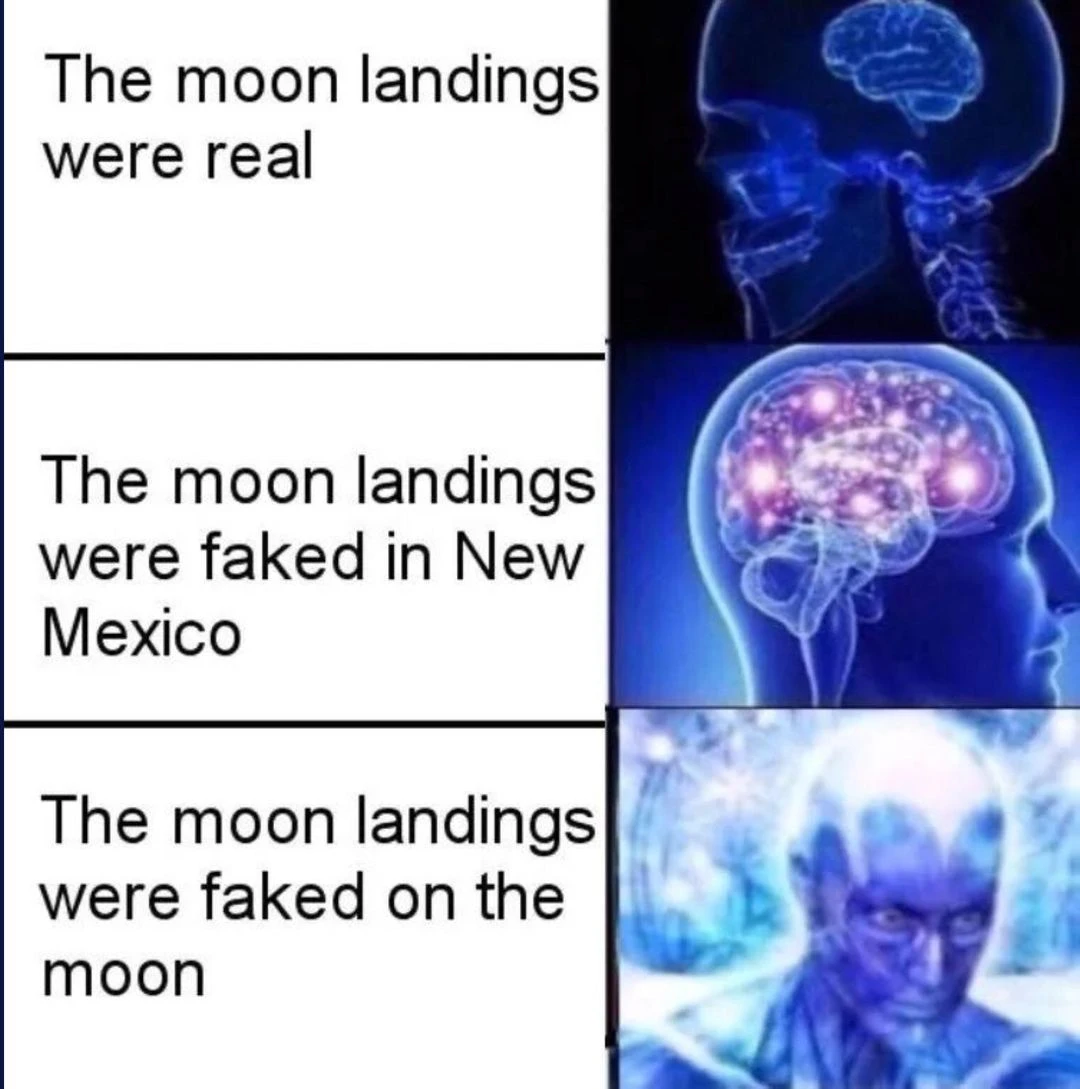 The moon landings
were real
The moon landings
were faked in New
Mexico
The moon landings
were faked on the
moon